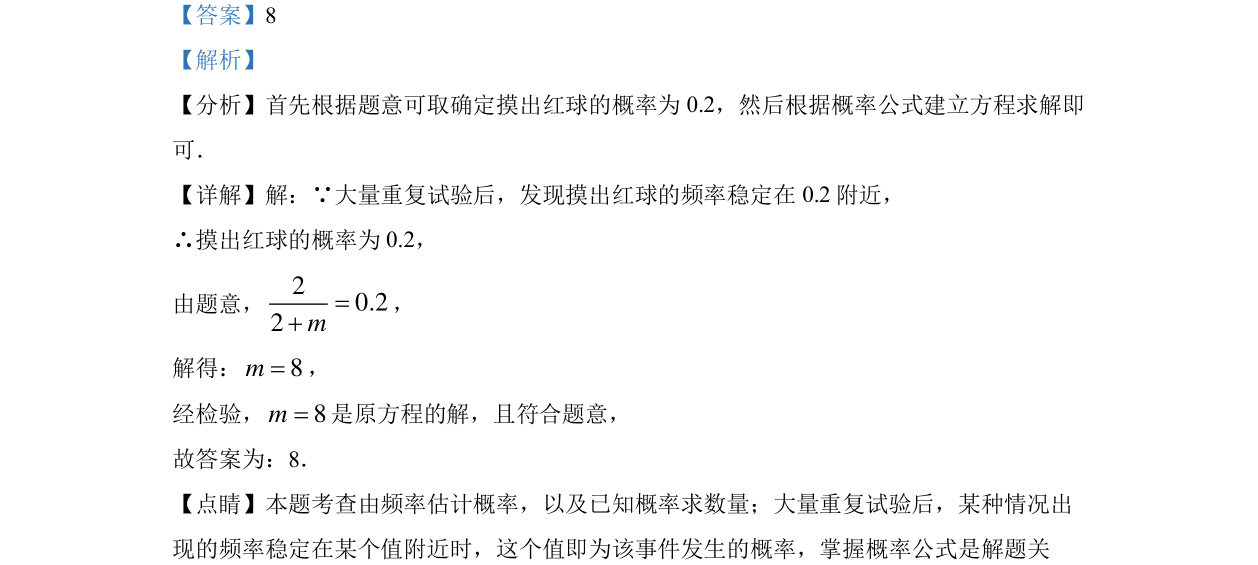 【答案】8
【解析】
【分析】首先根据题意可取确定摸出红球的概率为 0.2，然后根据概率公式建立方程求解即
可．
【详解】解：∵大量重复试验后，发现摸出红球的频率稳定在 0.2 附近，
∴摸出红球的概率为 0.2，
由题意，2/(2+m)=0.2，
解得：m=8，
经检验，m=8是原方程的解，且符合题意，
故答案为：8．
【点睛】本题考查由频率估计概率，以及已知概率求数量；大量重复试验后，某种情况出
现的频率稳定在某个值附近时，这个值即为该事件发生的概率，掌握概率公式是解题关